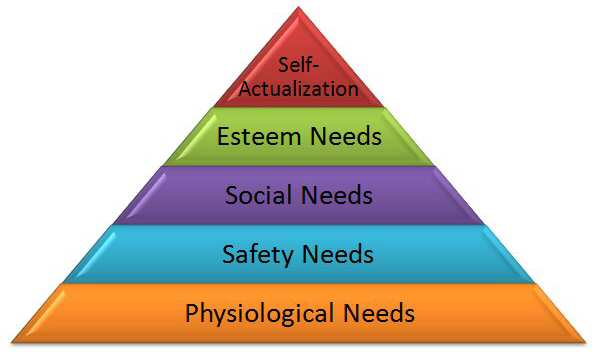 Self-
Actualization
Esteem Needs
Social Needs
Safety Needs
Physiological Needs